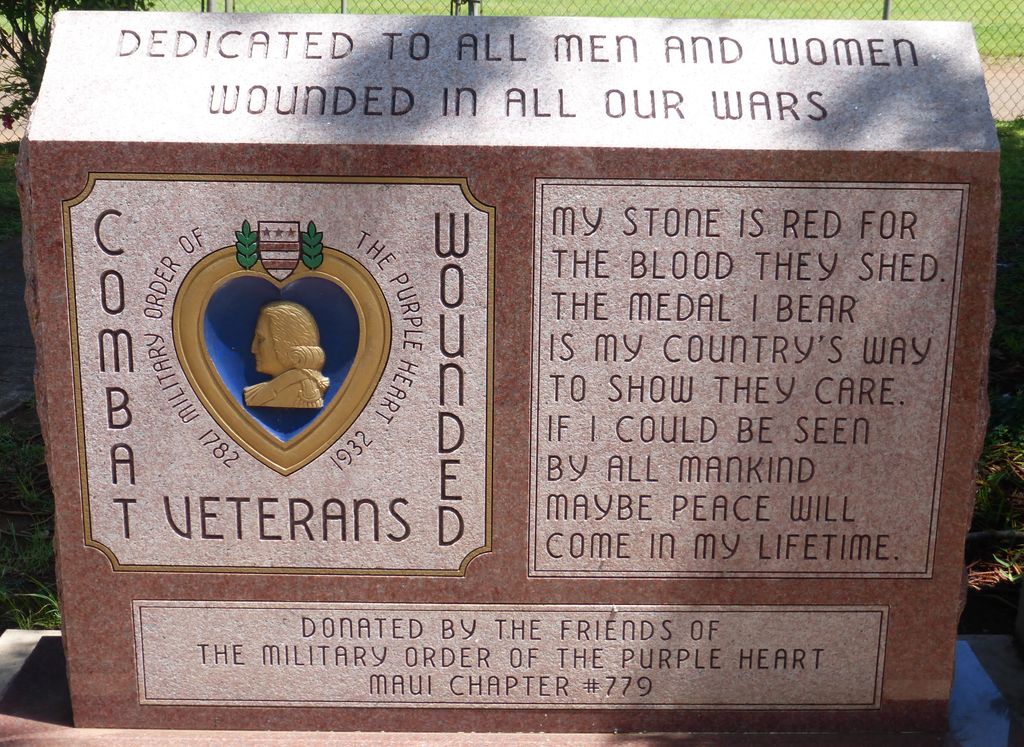 DEDICATED TO ALL MEN AND WOMEN
WOUNDED IN ALL OUR WARS
COMBAT
WOUNDED
VETERANS
MILITARY ORDER OF
THE PURPLE HEART
1782
1932
MY STONE IS RED FOR
THE BLOOD THEY SHED.
THE MEDAL I BEAR
IS MY COUNTRY'S WAY
TO SHOW THEY CARE.
IF I COULD BE SEEN
BY ALL MANKIND
MAYBE PEACE WILL
COME IN MY LIFETIME.
DONATED BY THE FRIENDS OF
THE MILITARY ORDER OF THE PURPLE HEART
MAUI CHAPTER #779